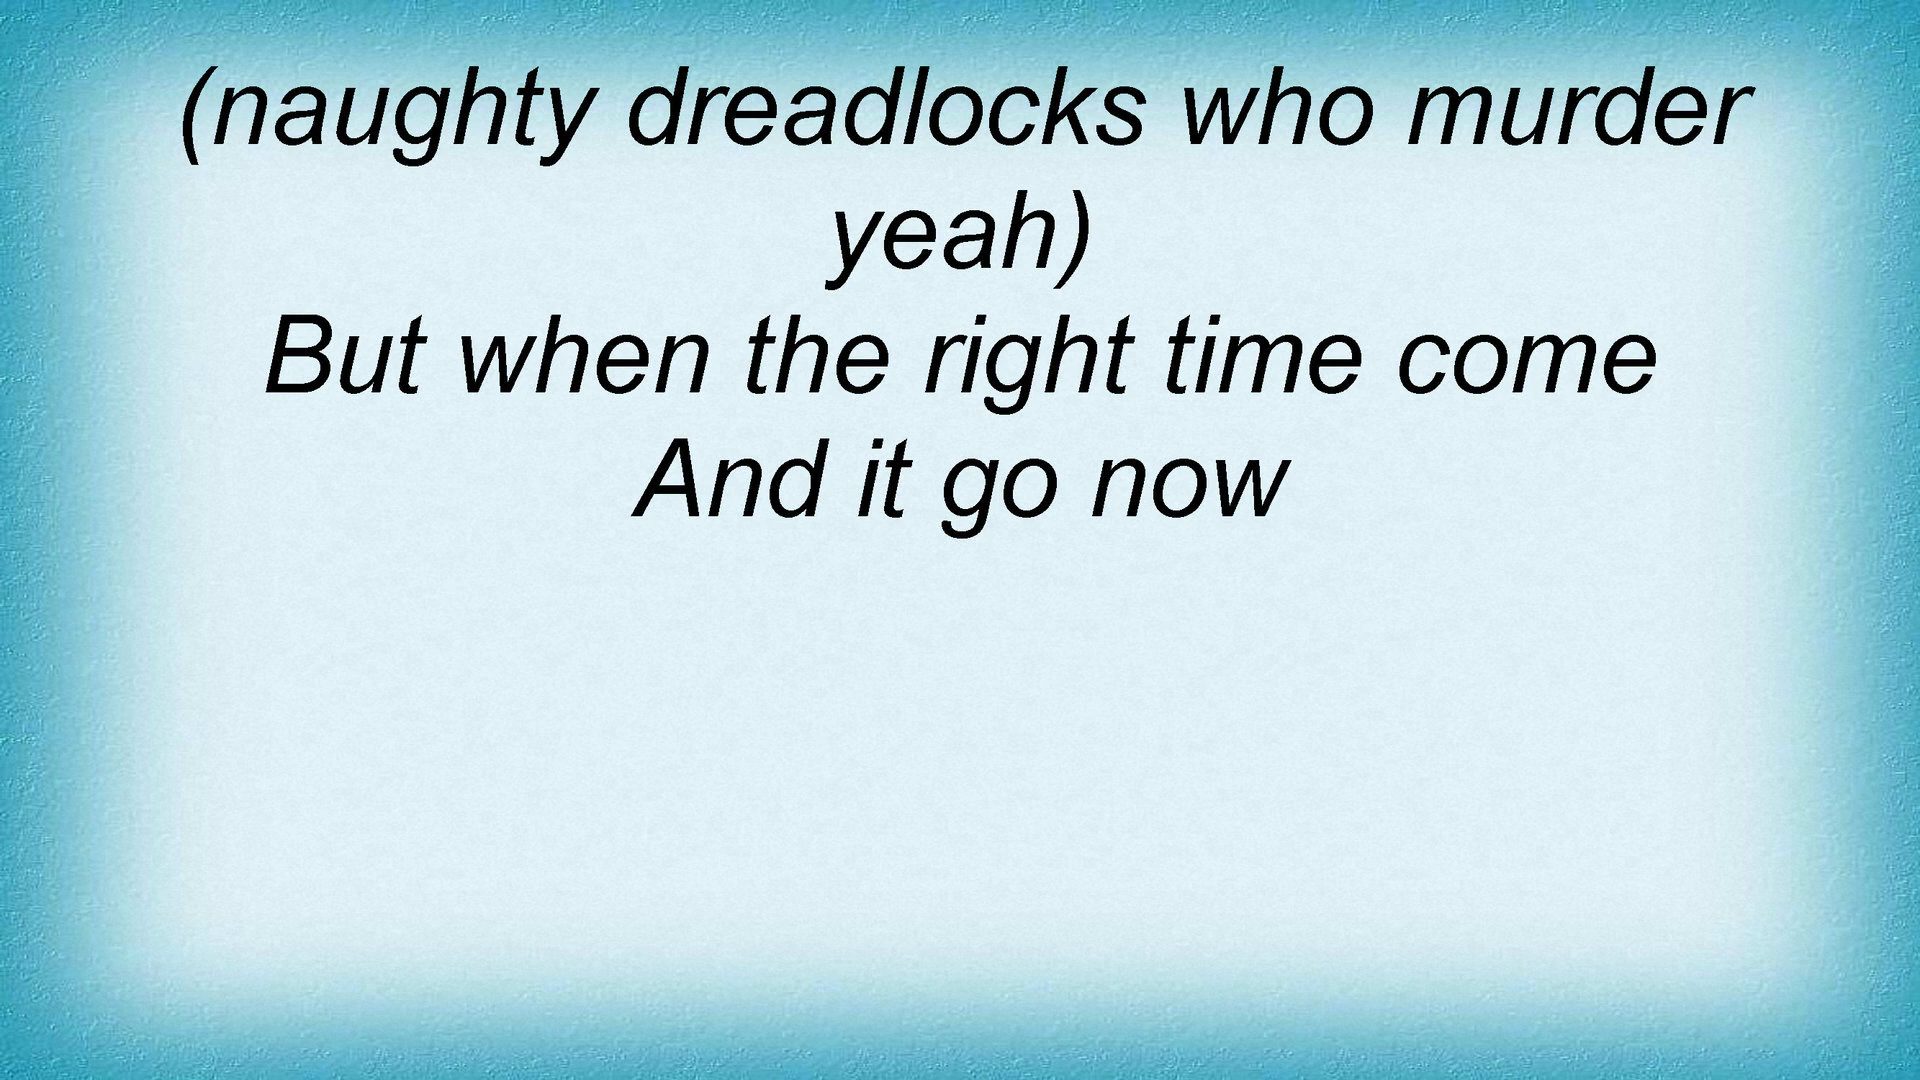 (naughty dreadlocks who murder
yeah)
But when the right time come
And it go now